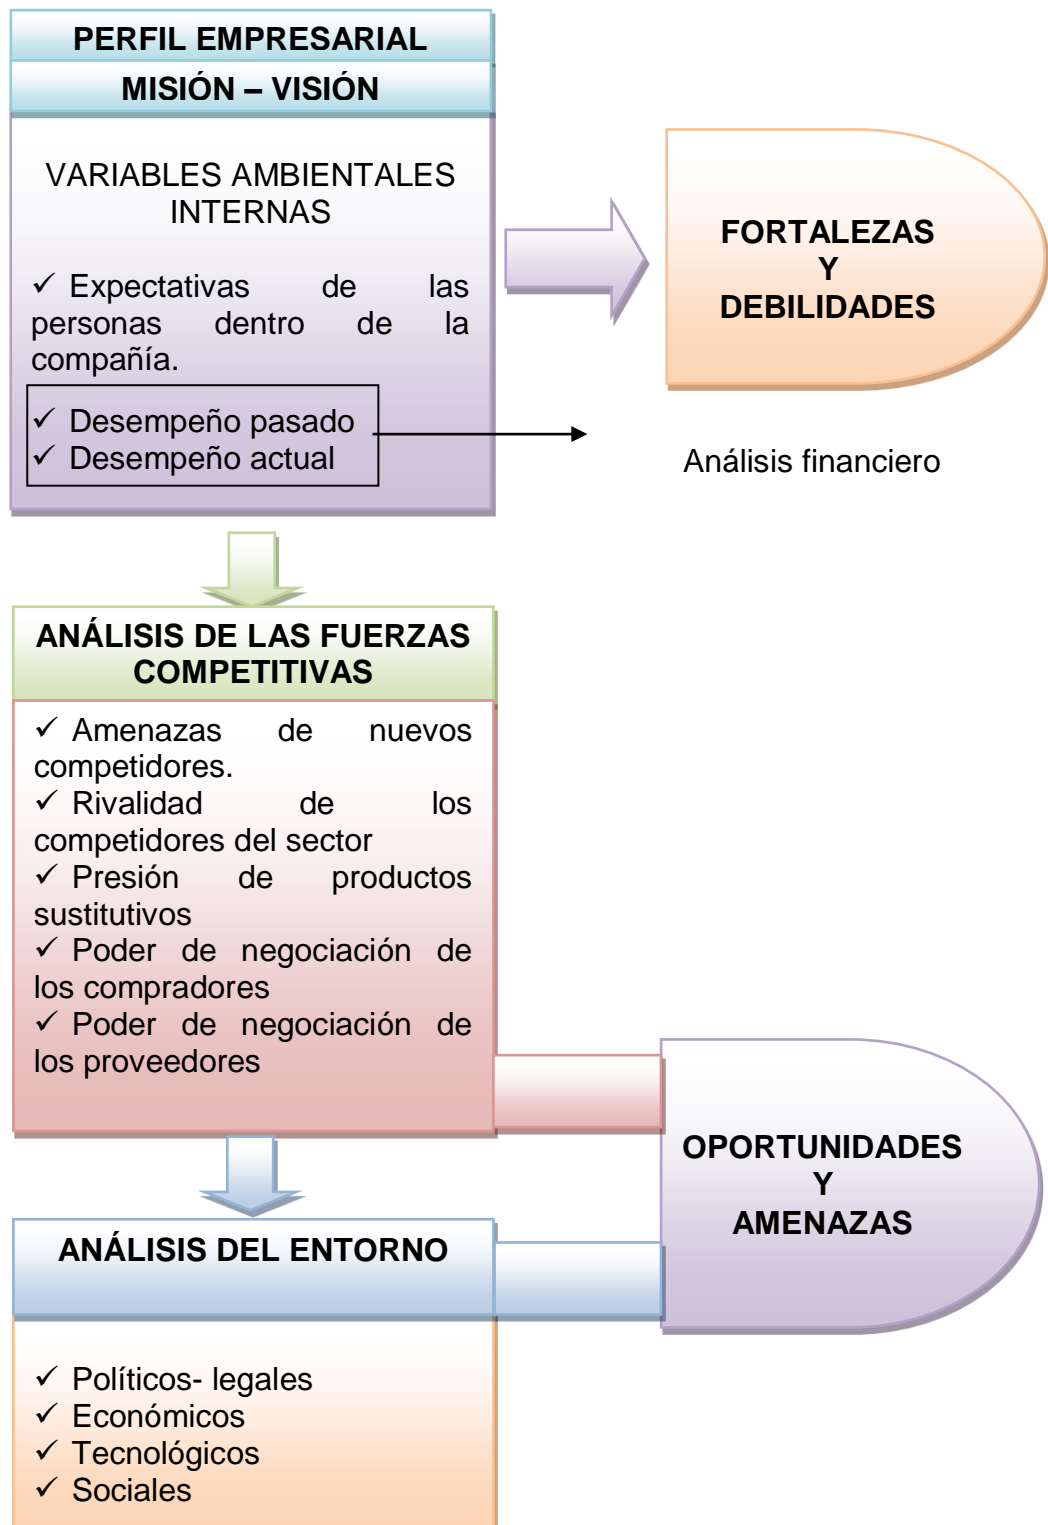 PERFIL EMPRESARIAL
MISIÓN – VISIÓN
VARIABLES AMBIENTALES
INTERNAS
✓ Expectativas de las
personas dentro de la
compañía.
✓ Desempeño pasado
✓ Desempeño actual
FORTALEZAS
Y
DEBILIDADES
Análisis financiero
ANÁLISIS DE LAS FUERZAS
COMPETITIVAS
✓ Amenazas de nuevos
competidores.
✓ Rivalidad de los
competidores del sector
✓ Presión de productos
sustitutivos
✓ Poder de negociación de
los compradores
✓ Poder de negociación de
los proveedores
OPORTUNIDADES
Y
AMENAZAS
ANÁLISIS DEL ENTORNO
✓ Políticos- legales
✓ Económicos
✓ Tecnológicos
✓ Sociales